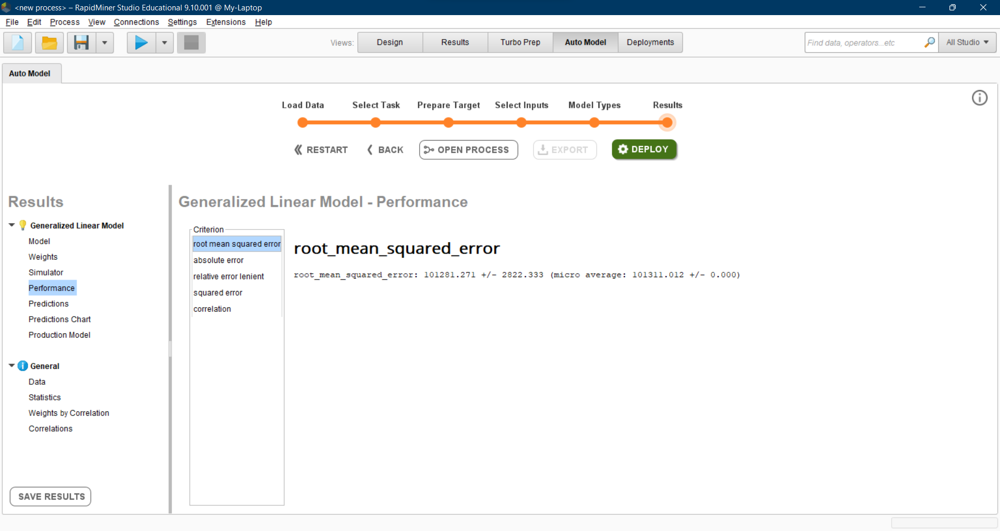 <new process> – RapidMiner Studio Educational 9.10.001 @ My-Laptop
File Edit Process View Connections Settings Extensions Help
Views: Design Results Turbo Prep Auto Model Deployments
Find data, operators...etc
All Studio
Auto Model
Load Data Select Task Prepare Target Select Inputs Model Types Results
RESTART BACK OPEN PROCESS EXPORT DEPLOY
Results
Generalized Linear Model
Model
Weights
Simulator
Performance
Predictions
Predictions Chart
Production Model
General
Data
Statistics
Weights by Correlation
Correlations
SAVE RESULTS
Generalized Linear Model - Performance
Criterion
root mean squared error
absolute error
relative error lenient
squared error
correlation
root_mean_squared_error
root_mean_squared_error: 101281.271 +/- 2822.333 (micro average: 101311.012 +/- 0.000)